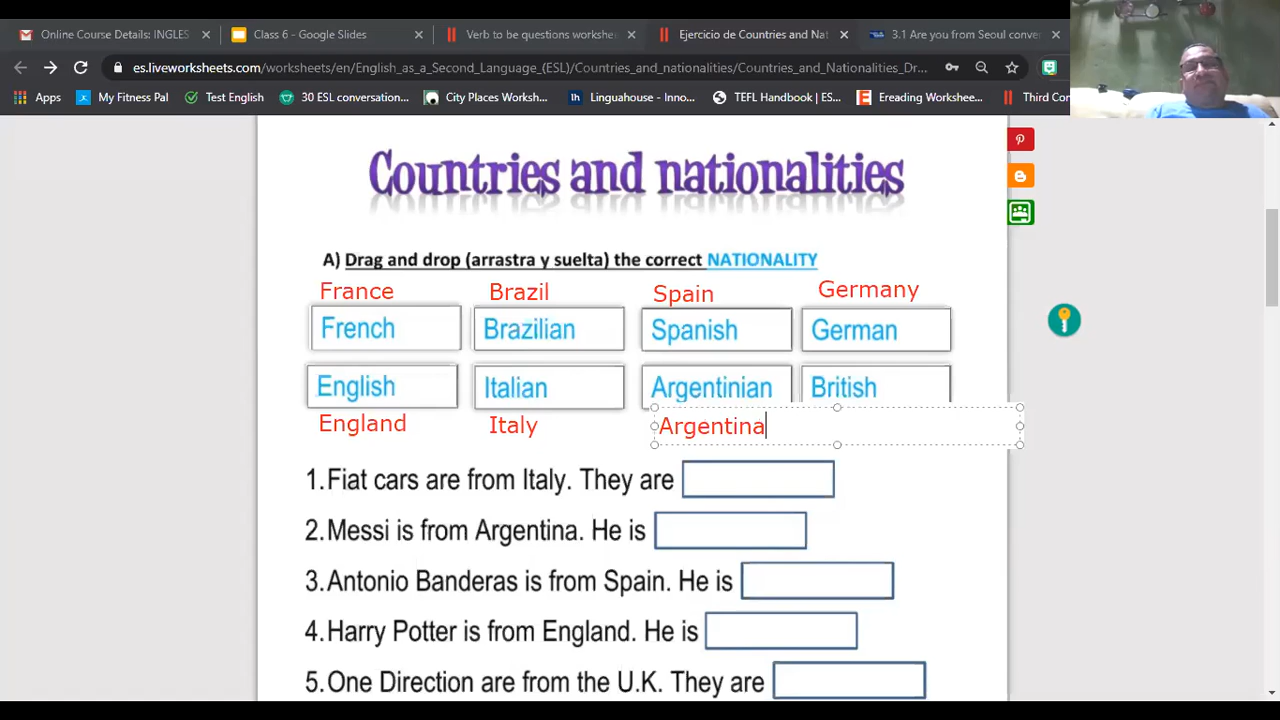 Online Course Details: INGLES
Class 6 - Google Slides
Verb to be questions workshe
Ejercicio de Countries and Nat
3.1 Are you from Seoul conver
es.liveworksheets.com/worksheets/en/English_as_a_Second_Language_(ESL)/Countries_and_nationalities/Countries_and_Nationalities_Dr...
Apps
My Fitness Pal
Test English
30 ESL conversation...
City Places Worksh...
Linguahouse - Inno...
TEFL Handbook | ES...
Ereading Workshee...
Third Con
Countries and nationalities
A) Drag and drop (arrastra y suelta) the correct NATIONALITY
France Brazil Spain Germany
French Brazilian Spanish German
English Italian Argentinian British
England Italy Argentina
1.Fiat cars are from Italy. They are
2.Messi is from Argentina. He is
3.Antonio Banderas is from Spain. He is
4.Harry Potter is from England. He is
5.One Direction are from the U.K. They are